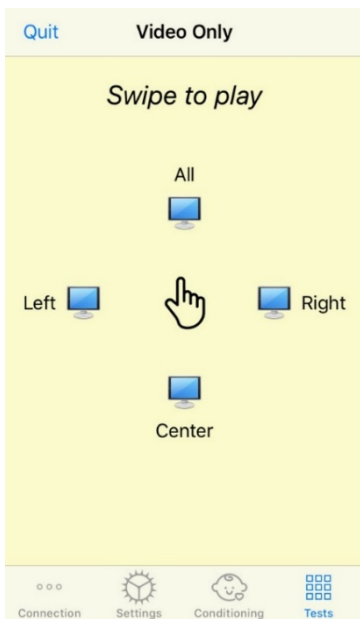 Quit Video Only
Swipe to play
All
Left Right
Center
Connection Settings Conditioning Tests